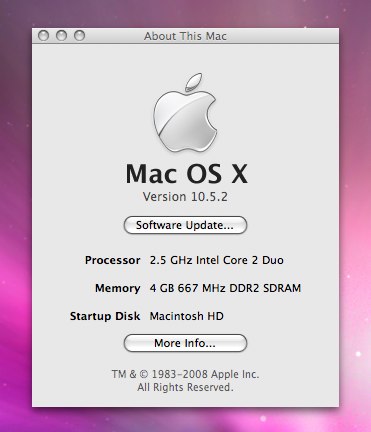 About This Mac
Mac OS X
Version 10.5.2
Software Update...
Processor 2.5 GHz Intel Core 2 Duo
Memory 4 GB 667 MHz DDR2 SDRAM
Startup Disk Macintosh HD
More Info...
TM & © 1983-2008 Apple Inc.
All Rights Reserved.